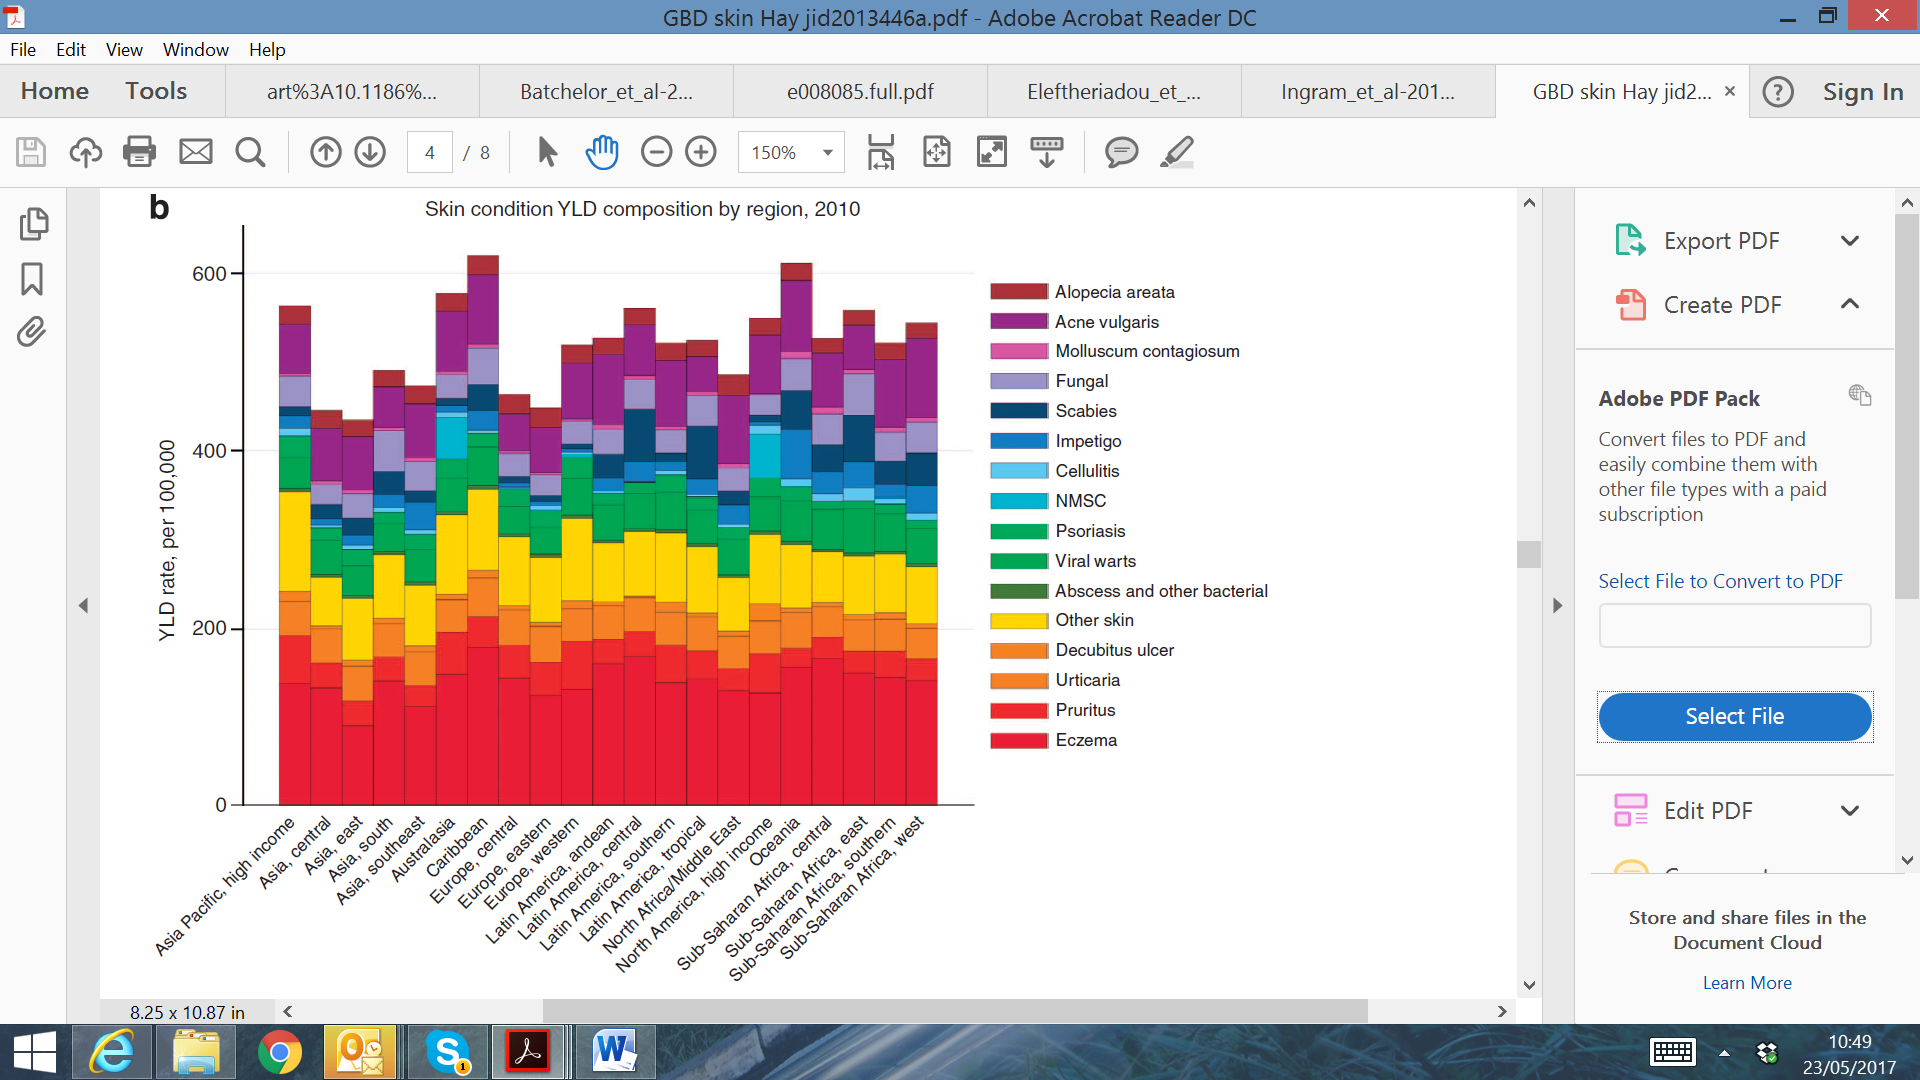 GBD skin Hay jid2013446a.pdf - Adobe Acrobat Reader DC
File Edit View Window Help
Home Tools art%3A10.1186%... Batchelor_et_al-2... e008085.full.pdf Eleftheriadou_et_... Ingram_et_al-201... GBD skin Hay jid2... × Sign In
4 / 8 150%
b Skin condition YLD composition by region, 2010
YLD rate, per 100,000
600
400
200
0
Asia Pacific, high income
Asia, central
Asia, east
Asia, south
Asia, southeast
Australasia
Caribbean
Europe, central
Europe, eastern
Europe, western
Latin America, andean
Latin America, central
Latin America, southern
Latin America, tropical
North Africa/Middle East
North America, high income
Oceania
Sub-Saharan Africa, central
Sub-Saharan Africa, east
Sub-Saharan Africa, southern
Sub-Saharan Africa, west
Alopecia areata
Acne vulgaris
Molluscum contagiosum
Fungal
Scabies
Impetigo
Cellulitis
NMSC
Psoriasis
Viral warts
Abscess and other bacterial
Other skin
Decubitus ulcer
Urticaria
Pruritus
Eczema
8.25 x 10.87 in
Export PDF
Create PDF
Adobe PDF Pack
Convert files to PDF and
easily combine them with
other file types with a paid
subscription
Select File to Convert to PDF
Select File
Edit PDF
Store and share files in the
Document Cloud
Learn More
10:49
23/05/2017